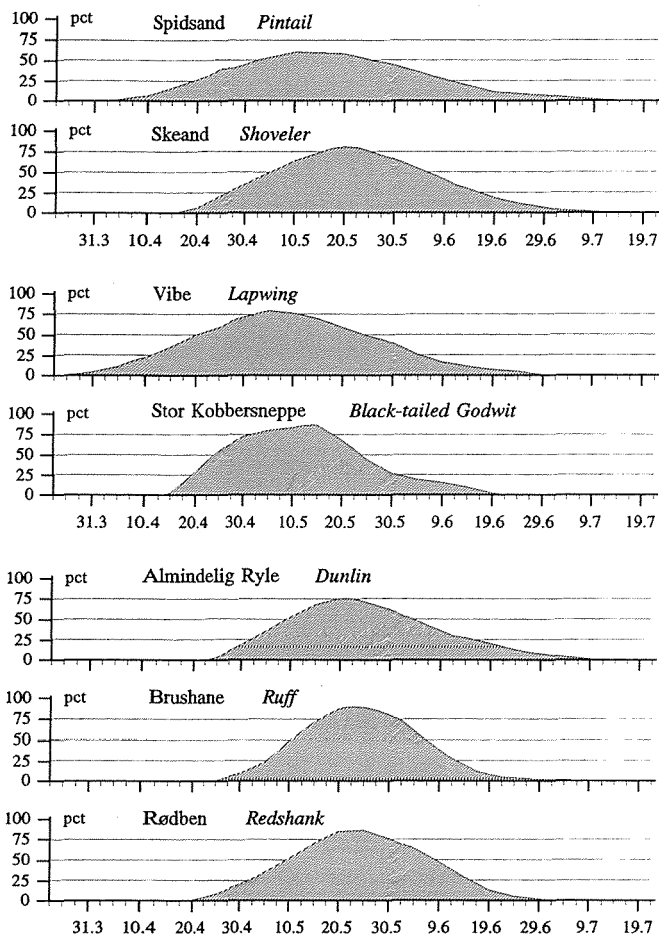 100 pct Spidsand Pintail
75
50
25
0
100 pct Skeand Shoveler
75
50
25
0
31.3 10.4 20.4 30.4 10.5 20.5 30.5 9.6 19.6 29.6 9.7 19.7
100 pct Vibe Lapwing
75
50
25
0
100 pct Stor Kobbersneppe Black-tailed Godwit
75
50
25
0
31.3 10.4 20.4 30.4 10.5 20.5 30.5 9.6 19.6 29.6 9.7 19.7
100 pct Almindelig Ryle Dunlin
75
50
25
0
100 pct Brushane Ruff
75
50
25
0
100 pct Rødben Redshank
75
50
25
0
31.3 10.4 20.4 30.4 10.5 20.5 30.5 9.6 19.6 29.6 9.7 19.7